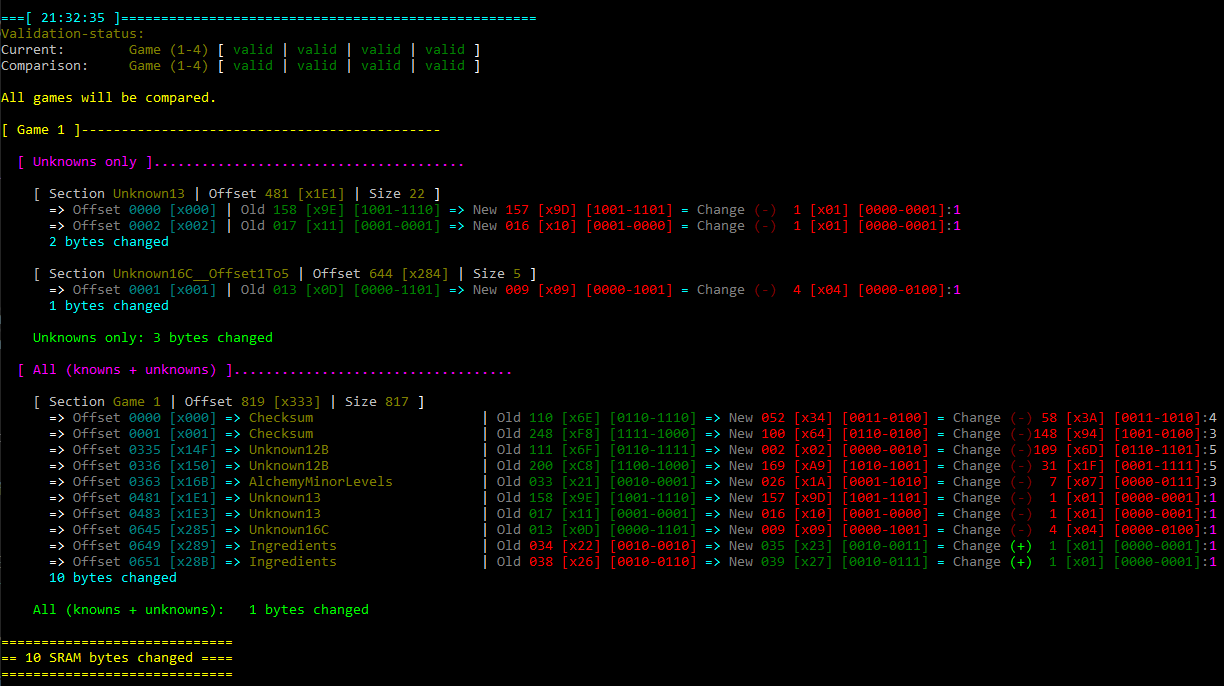 ===[ 21:32:35 ]====================================================
Validation-status:
Current:        Game (1-4) [ valid | valid | valid | valid ]
Comparison:     Game (1-4) [ valid | valid | valid | valid ]
All games will be compared.
[ Game 1 ]---------------------------------------------
[ Unknowns only ].......................................
[ Section Unknown13 | Offset 481 [x1E1] | Size 22 ]
=> Offset 0000 [x000] | Old 158 [x9E] [1001-1110] => New 157 [x9D] [1001-1101] = Change (-)  1 [x01] [0000-0001]:1
=> Offset 0002 [x002] | Old 017 [x11] [0001-0001] => New 016 [x10] [0001-0000] = Change (-)  1 [x01] [0000-0001]:1
2 bytes changed
[ Section Unknown16C__Offset1To5 | Offset 644 [x284] | Size 5 ]
=> Offset 0001 [x001] | Old 013 [x0D] [0000-1101] => New 009 [x09] [0000-1001] = Change (-)  4 [x04] [0000-0100]:1
1 bytes changed
Unknowns only: 3 bytes changed
[ All (knowns + unknowns) ]...................................
[ Section Game 1 | Offset 819 [x333] | Size 817 ]
=> Offset 0000 [x000] => Checksum                     | Old 110 [x6E] [0110-1110] => New 052 [x34] [0011-0100] = Change (-) 58 [x3A] [0011-1010]:4
=> Offset 0001 [x001] => Checksum                     | Old 248 [xF8] [1111-1000] => New 100 [x64] [0110-0100] = Change (-)148 [x94] [1001-0100]:3
=> Offset 0335 [x14F] => Unknown12B                   | Old 111 [x6F] [0110-1111] => New 002 [x02] [0000-0010] = Change (-)109 [x6D] [0110-1101]:5
=> Offset 0336 [x150] => Unknown12B                   | Old 200 [xC8] [1100-1000] => New 169 [xA9] [1010-1001] = Change (-) 31 [x1F] [0001-1111]:5
=> Offset 0363 [x16B] => AlchemyMinorLevels           | Old 033 [x21] [0010-0001] => New 026 [x1A] [0001-1010] = Change (-)  7 [x07] [0000-0111]:3
=> Offset 0481 [x1E1] => Unknown13                    | Old 158 [x9E] [1001-1110] => New 157 [x9D] [1001-1101] = Change (-)  1 [x01] [0000-0001]:1
=> Offset 0483 [x1E3] => Unknown13                    | Old 017 [x11] [0001-0001] => New 016 [x10] [0001-0000] = Change (-)  1 [x01] [0000-0001]:1
=> Offset 0645 [x285] => Unknown16C                   | Old 013 [x0D] [0000-1101] => New 009 [x09] [0000-1001] = Change (-)  4 [x04] [0000-0100]:1
=> Offset 0649 [x289] => Ingredients                  | Old 034 [x22] [0010-0010] => New 035 [x23] [0010-0011] = Change (+)  1 [x01] [0000-0001]:1
=> Offset 0651 [x28B] => Ingredients                  | Old 038 [x26] [0010-0110] => New 039 [x27] [0010-0111] = Change (+)  1 [x01] [0000-0001]:1
10 bytes changed
All (knowns + unknowns):   1 bytes changed
=============================
== 10 SRAM bytes changed ====
=============================